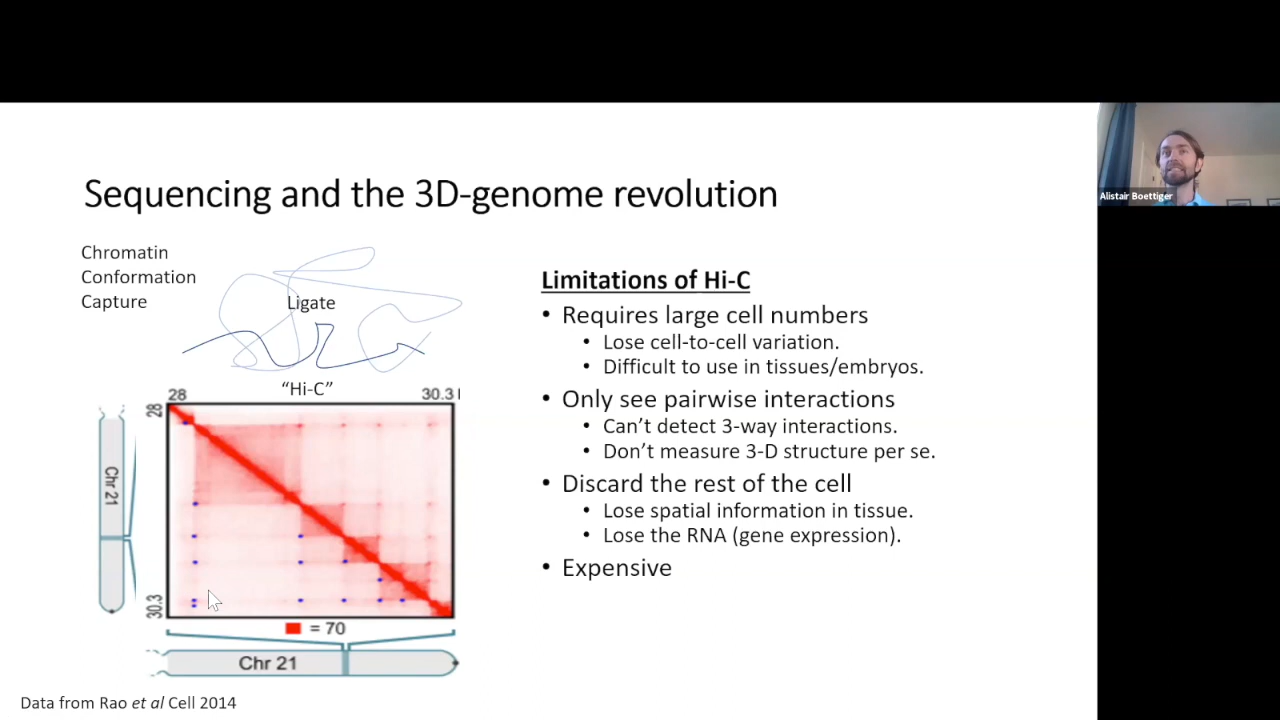 Alistair Boettiger
Sequencing and the 3D-genome revolution
Chromatin
Conformation
Capture
Ligate
"Hi-C"
28
30.3
28
Chr 21
30.3
= 70
Chr 21
Data from Rao et al Cell 2014
Limitations of Hi-C
• Requires large cell numbers
• Lose cell-to-cell variation.
• Difficult to use in tissues/embryos.
• Only see pairwise interactions
• Can't detect 3-way interactions.
• Don't measure 3-D structure per se.
• Discard the rest of the cell
• Lose spatial information in tissue.
• Lose the RNA (gene expression).
• Expensive